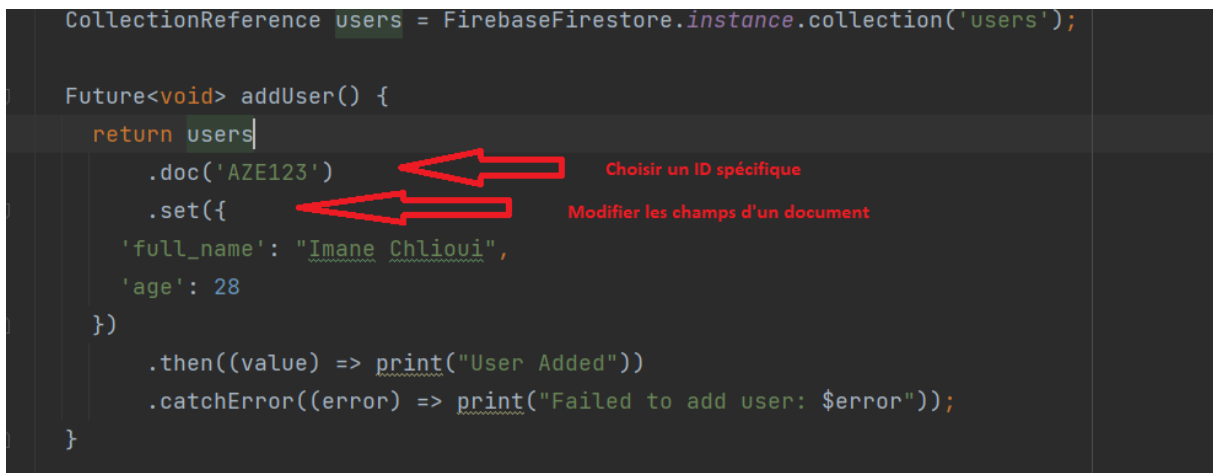 CollectionReference users = FirebaseFirestore.instance.collection('users');
Future<void> addUser() {
return users
.doc('AZE123') Choisir un ID spécifique
.set({ Modifier les champs d'un document
'full_name': "Imane Chlioui",
'age': 28
})
.then((value) => print("User Added"))
.catchError((error) => print("Failed to add user: $error"));
}